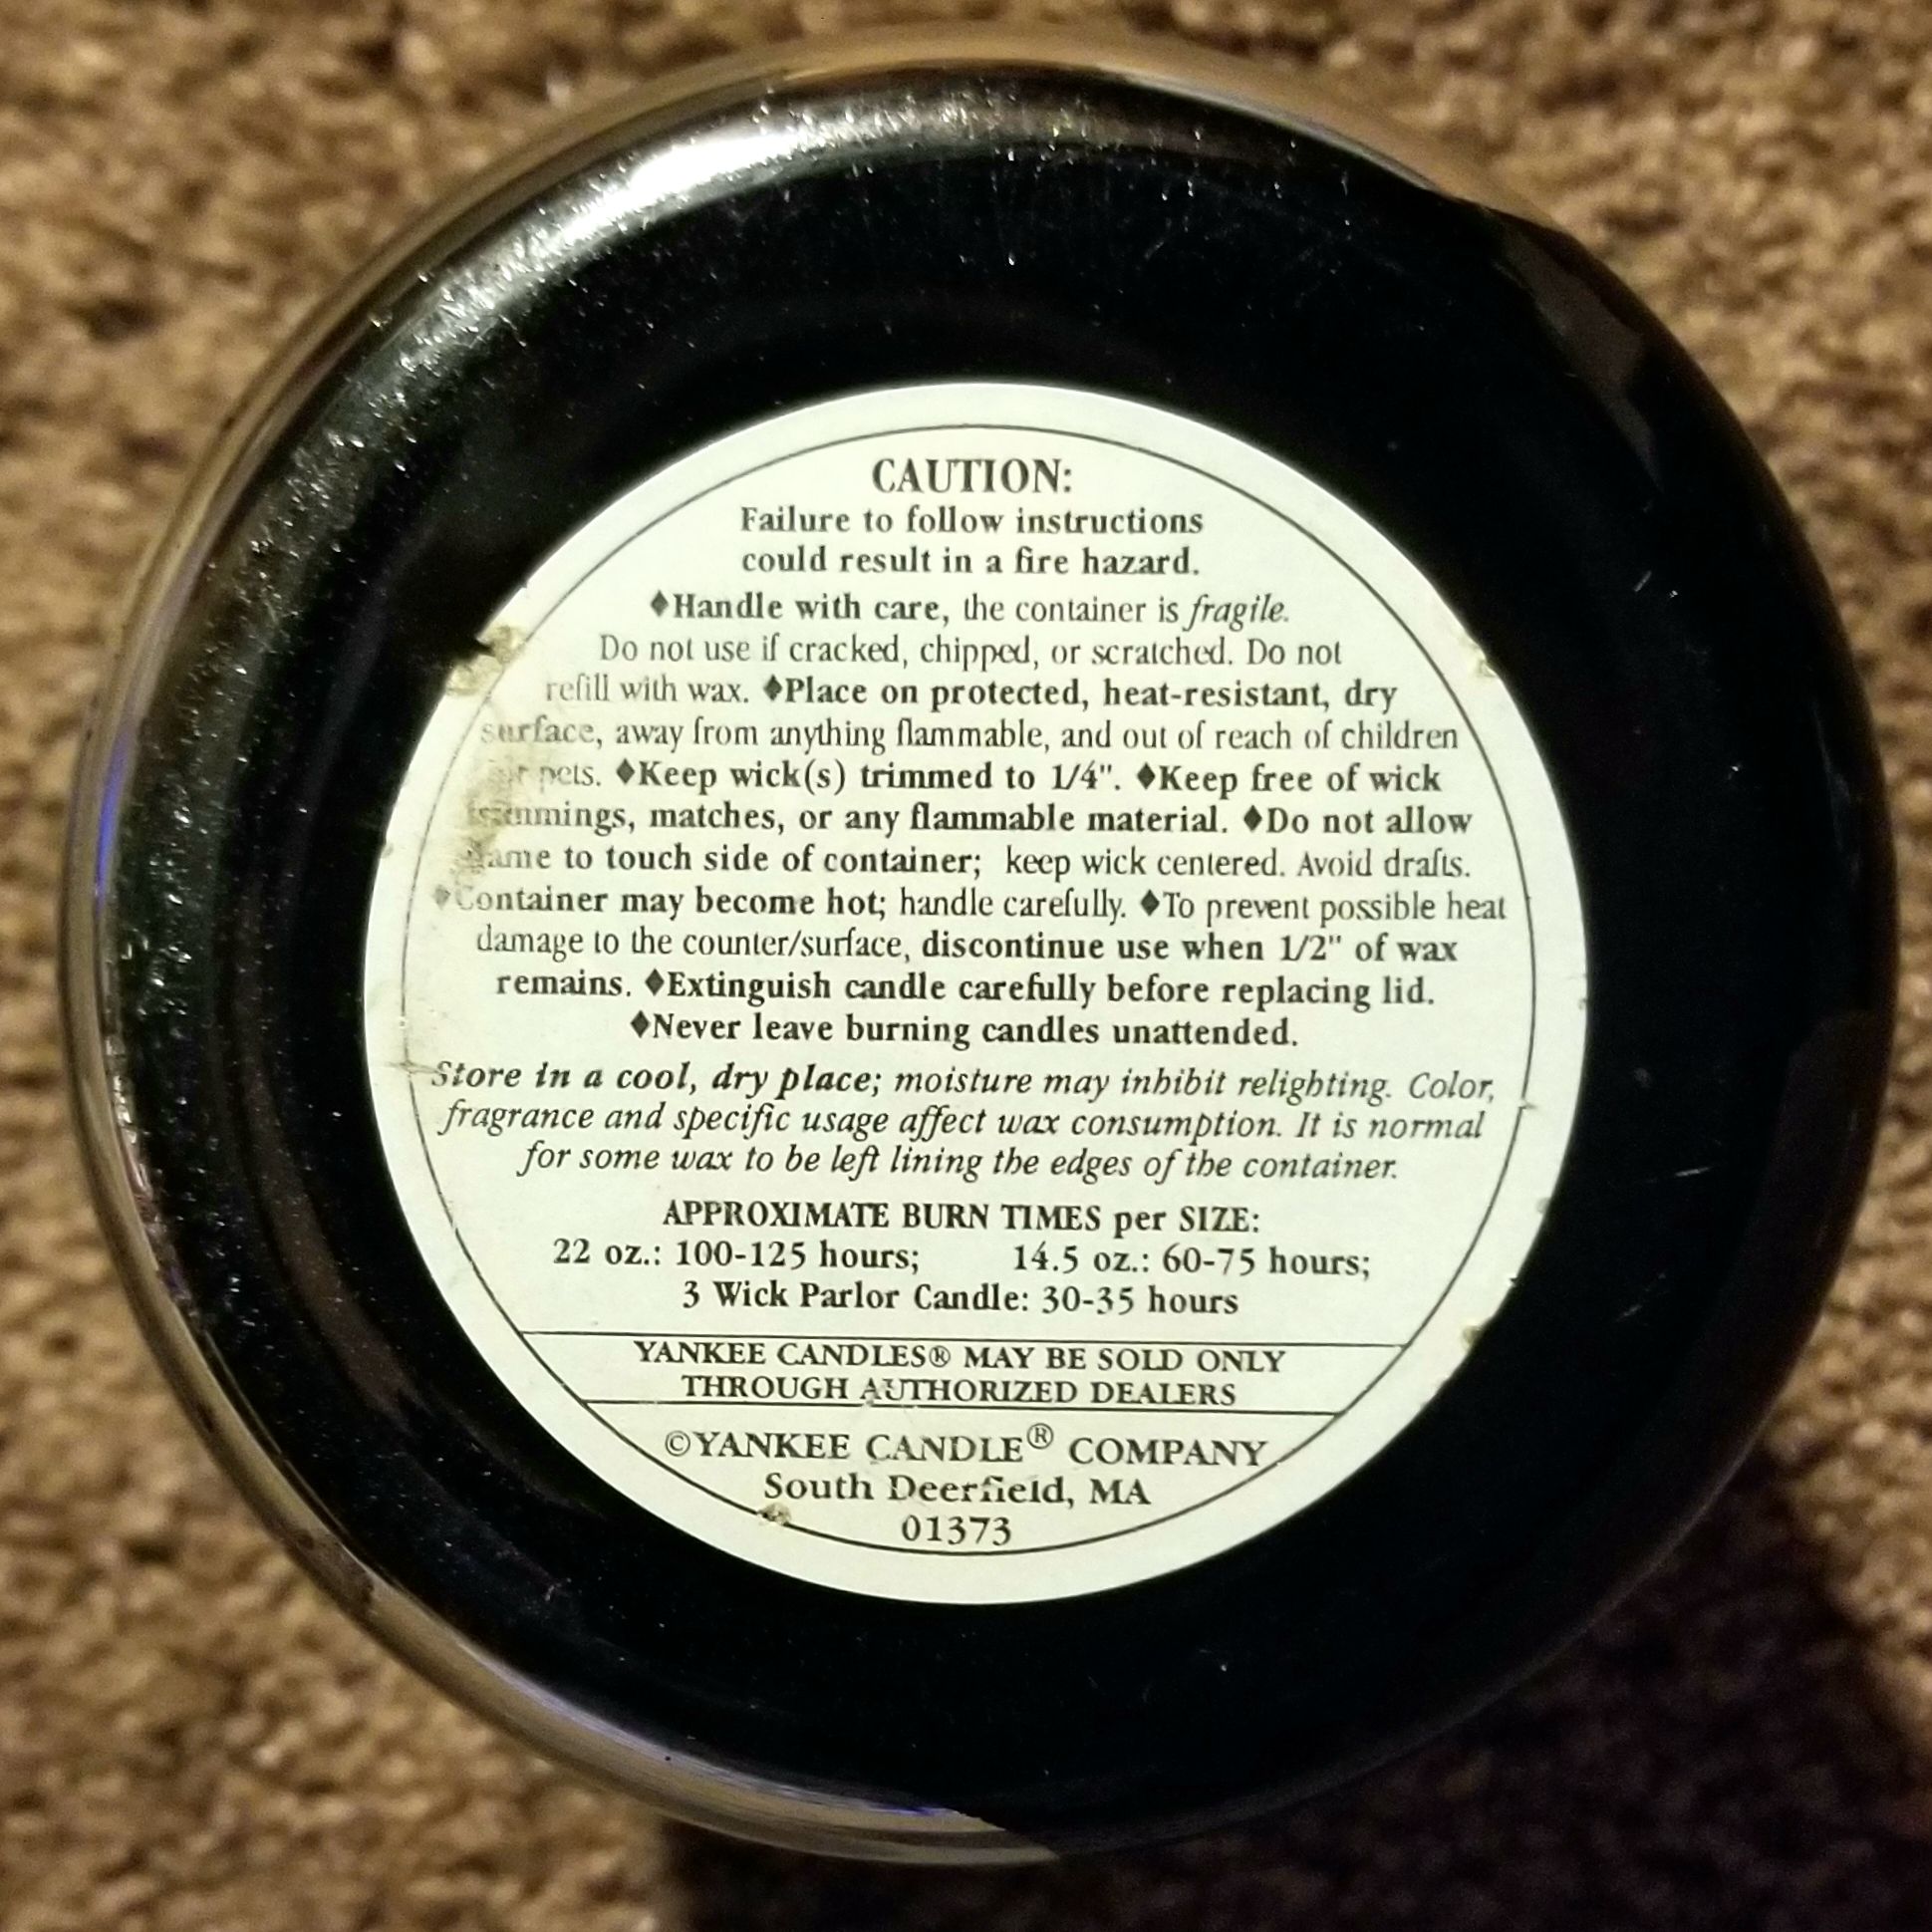 CAUTION:
Failure to follow instructions
could result in a fire hazard.
♦Handle with care, the container is fragile.
Do not use if cracked, chipped, or scratched. Do not
refill with wax. ♦Place on protected, heat-resistant, dry
surface, away from anything flammable, and out of reach of children
or pets. ♦Keep wick(s) trimmed to 1/4". ♦Keep free of wick
trimmings, matches, or any flammable material. ♦Do not allow
flame to touch side of container; keep wick centered. Avoid drafts.
♦Container may become hot; handle carefully. ♦To prevent possible heat
damage to the counter/surface, discontinue use when 1/2" of wax
remains. ♦Extinguish candle carefully before replacing lid.
♦Never leave burning candles unattended.
Store in a cool, dry place; moisture may inhibit relighting. Color,
fragrance and specific usage affect wax consumption. It is normal
for some wax to be left lining the edges of the container.
APPROXIMATE BURN TIMES per SIZE:
22 oz.: 100-125 hours; 14.5 oz.: 60-75 hours;
3 Wick Parlor Candle: 30-35 hours
YANKEE CANDLES® MAY BE SOLD ONLY
THROUGH AUTHORIZED DEALERS
©YANKEE CANDLE® COMPANY
South Deerfield, MA
01373